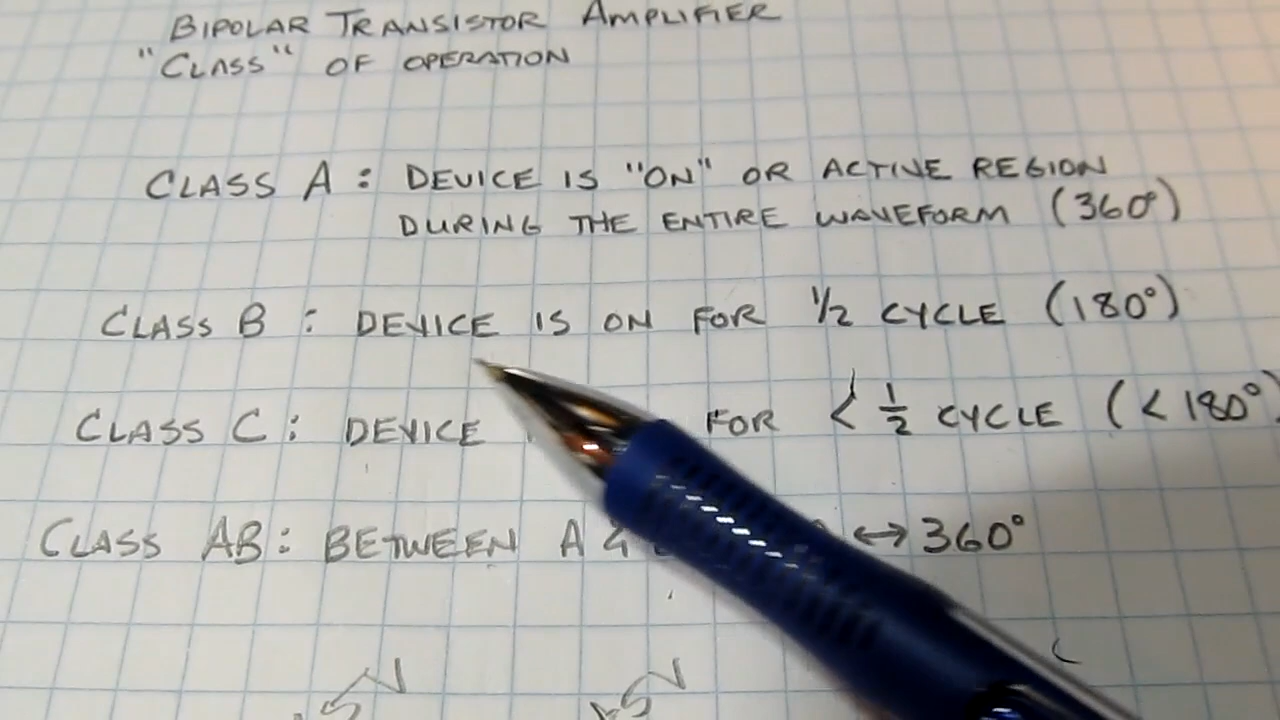 BIPOLAR TRANSISTOR AMPLIFIER
"CLASS" OF OPERATION
CLASS A : DEVICE IS "ON" OR ACTIVE REGION
DURING THE ENTIRE WAVEFORM (360°)
CLASS B : DEVICE IS ON FOR 1/2 CYCLE (180°)
CLASS C : DEVICE FOR < 1/2 CYCLE (< 180°)
CLASS AB : BETWEEN A & ↔ 360°